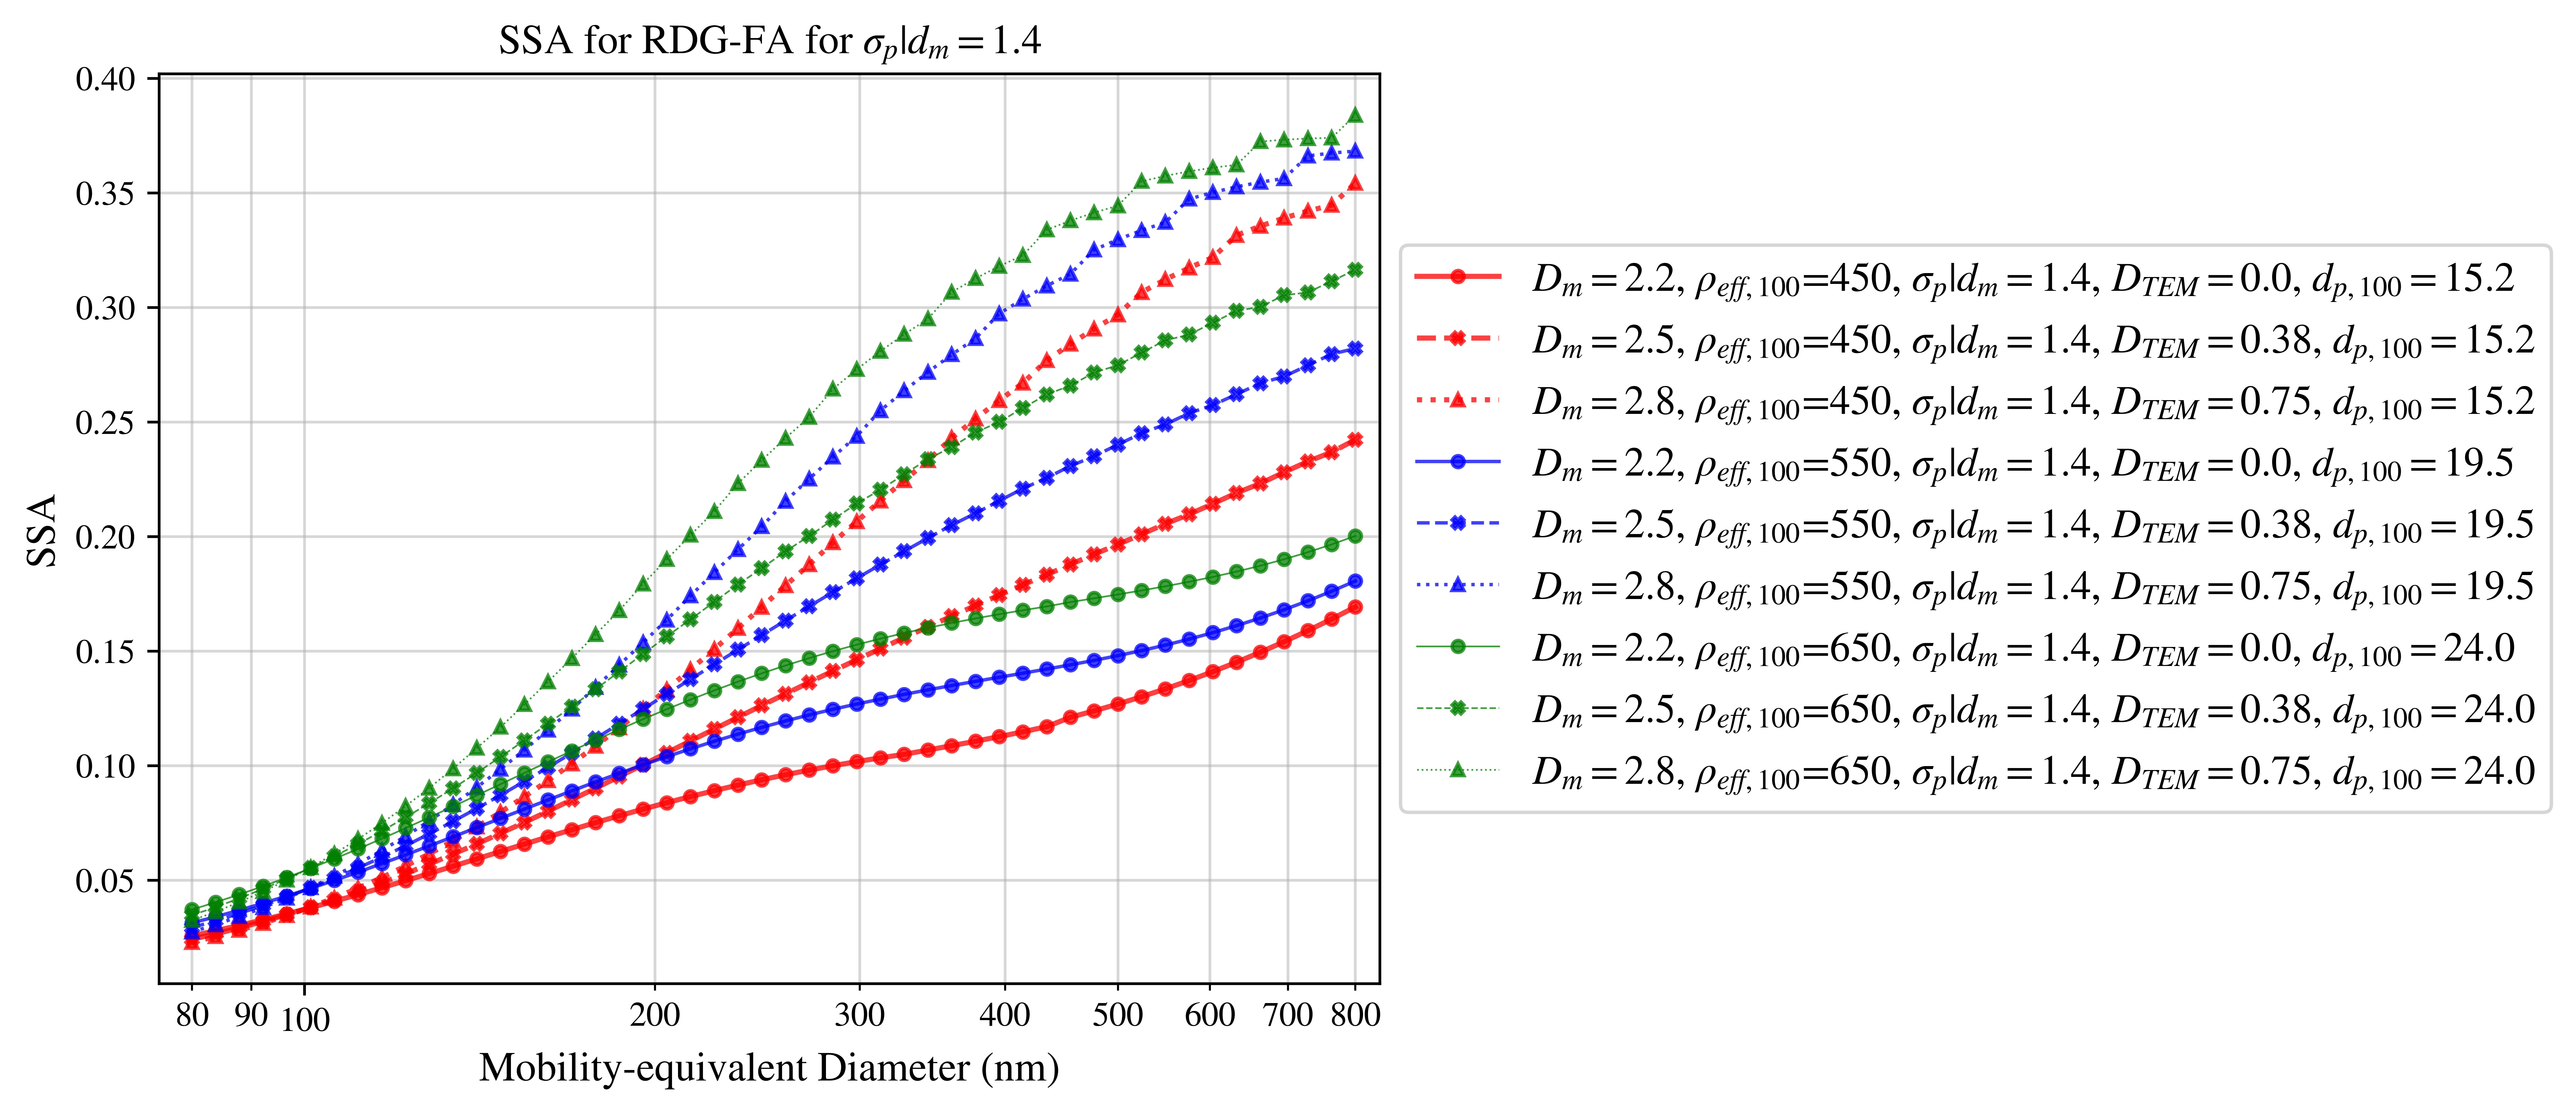 SSA for RDG-FA for σp|dm = 1.4
0.40
0.35
0.30
0.25
0.20
0.15
0.10
0.05
SSA
80 90 100 200 300 400 500 600 700 800
Mobility-equivalent Diameter (nm)
Dm = 2.2, ρeff,100=450, σp|dm = 1.4, DTEM = 0.0, dp,100 = 15.2
Dm = 2.5, ρeff,100=450, σp|dm = 1.4, DTEM = 0.38, dp,100 = 15.2
Dm = 2.8, ρeff,100=450, σp|dm = 1.4, DTEM = 0.75, dp,100 = 15.2
Dm = 2.2, ρeff,100=550, σp|dm = 1.4, DTEM = 0.0, dp,100 = 19.5
Dm = 2.5, ρeff,100=550, σp|dm = 1.4, DTEM = 0.38, dp,100 = 19.5
Dm = 2.8, ρeff,100=550, σp|dm = 1.4, DTEM = 0.75, dp,100 = 19.5
Dm = 2.2, ρeff,100=650, σp|dm = 1.4, DTEM = 0.0, dp,100 = 24.0
Dm = 2.5, ρeff,100=650, σp|dm = 1.4, DTEM = 0.38, dp,100 = 24.0
Dm = 2.8, ρeff,100=650, σp|dm = 1.4, DTEM = 0.75, dp,100 = 24.0